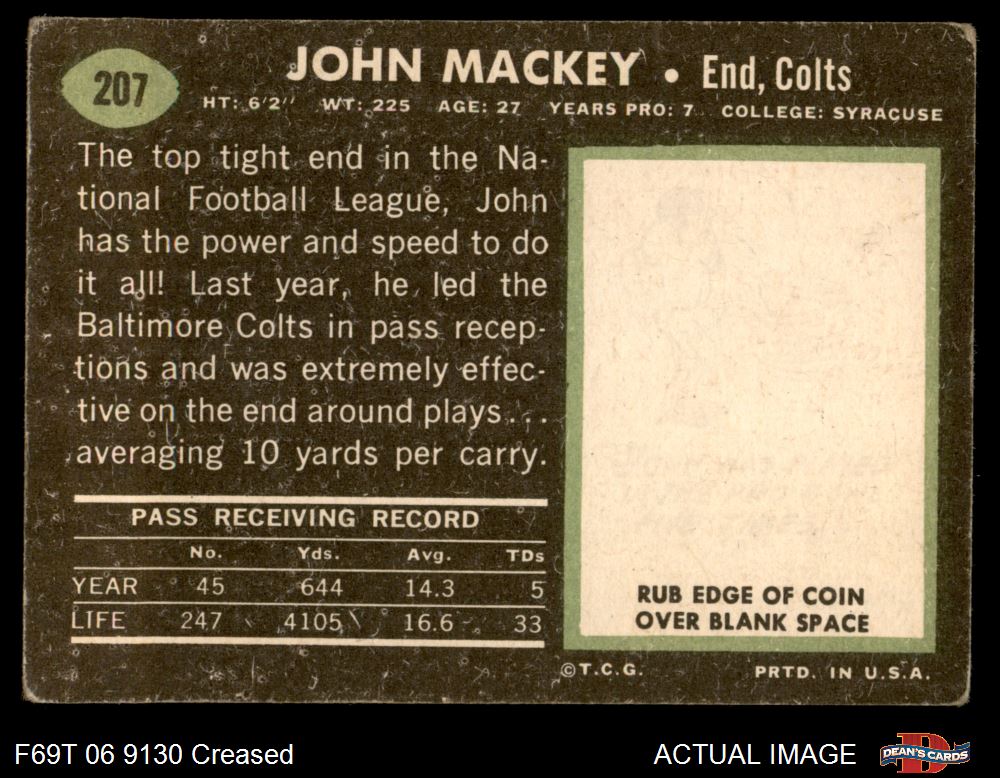 207
JOHN MACKEY • End, Colts
HT: 6'2" WT: 225 AGE: 27 YEARS PRO: 7 COLLEGE: SYRACUSE
The top tight end in the Na-
tional Football League, John
has the power and speed to do
it all! Last year, he led the
Baltimore Colts in pass recep-
tions and was extremely effec-
tive on the end around plays...
averaging 10 yards per carry.
PASS RECEIVING RECORD
No. Yds. Avg. TDs
YEAR 45 644 14.3 5
LIFE 247 4105 16.6 33
RUB EDGE OF COIN
OVER BLANK SPACE
©T.C.G. PRTD. IN U.S.A.
F69T 06 9130 Creased
ACTUAL IMAGE
DEAN'S CARDS